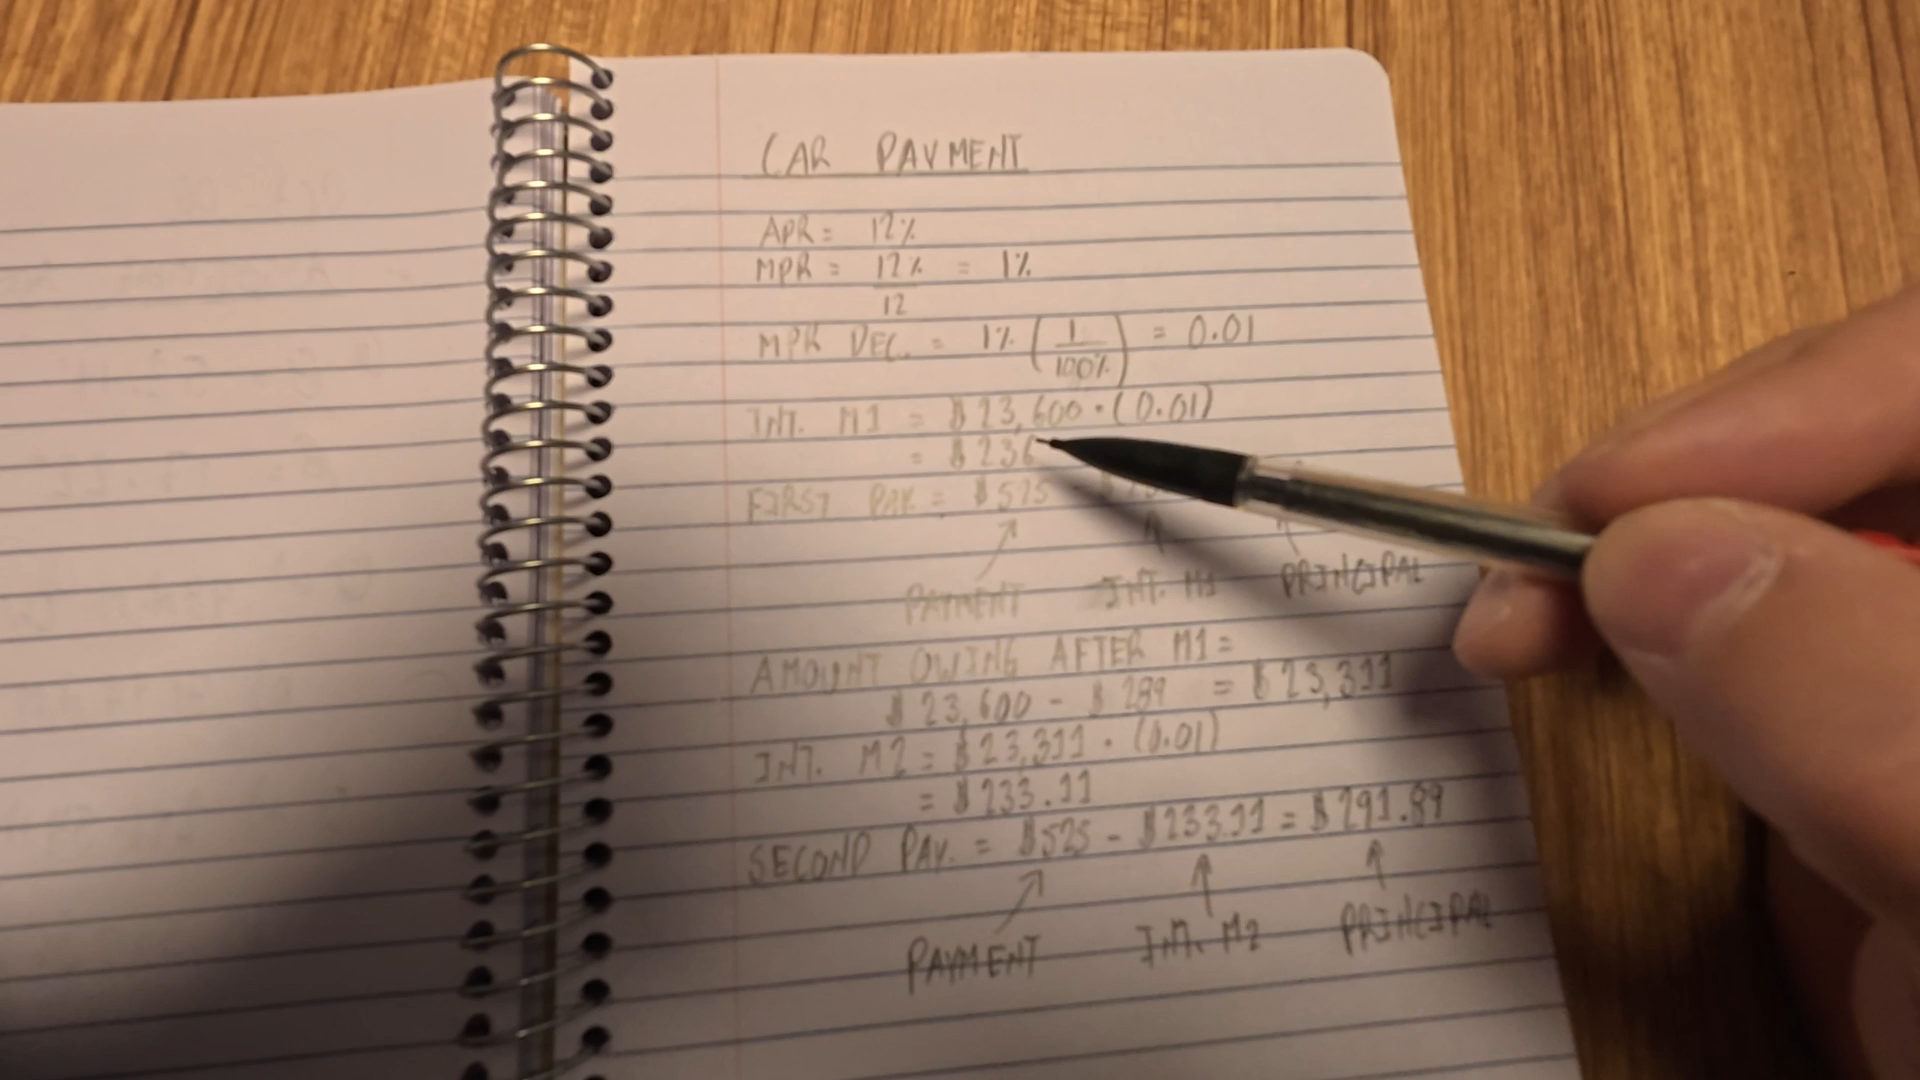 CAR PAYMENT
APR = 12%
MPR = 12% / 12 = 1%
MPR DEC. = 1% (1/100%) = 0.01
INT. M1 = $23,600 · (0.01)
= $236
FIRST PAY. = $525
PAYMENT INT. M1 PRINCIPAL
AMOUNT OWING AFTER M1 =
$23,600 - $289 = $23,311
INT. M2 = $23,311 · (0.01)
= $233.11
SECOND PAY. = $525 - $233.11 = $291.89
PAYMENT INT. M2 PRINCIPAL